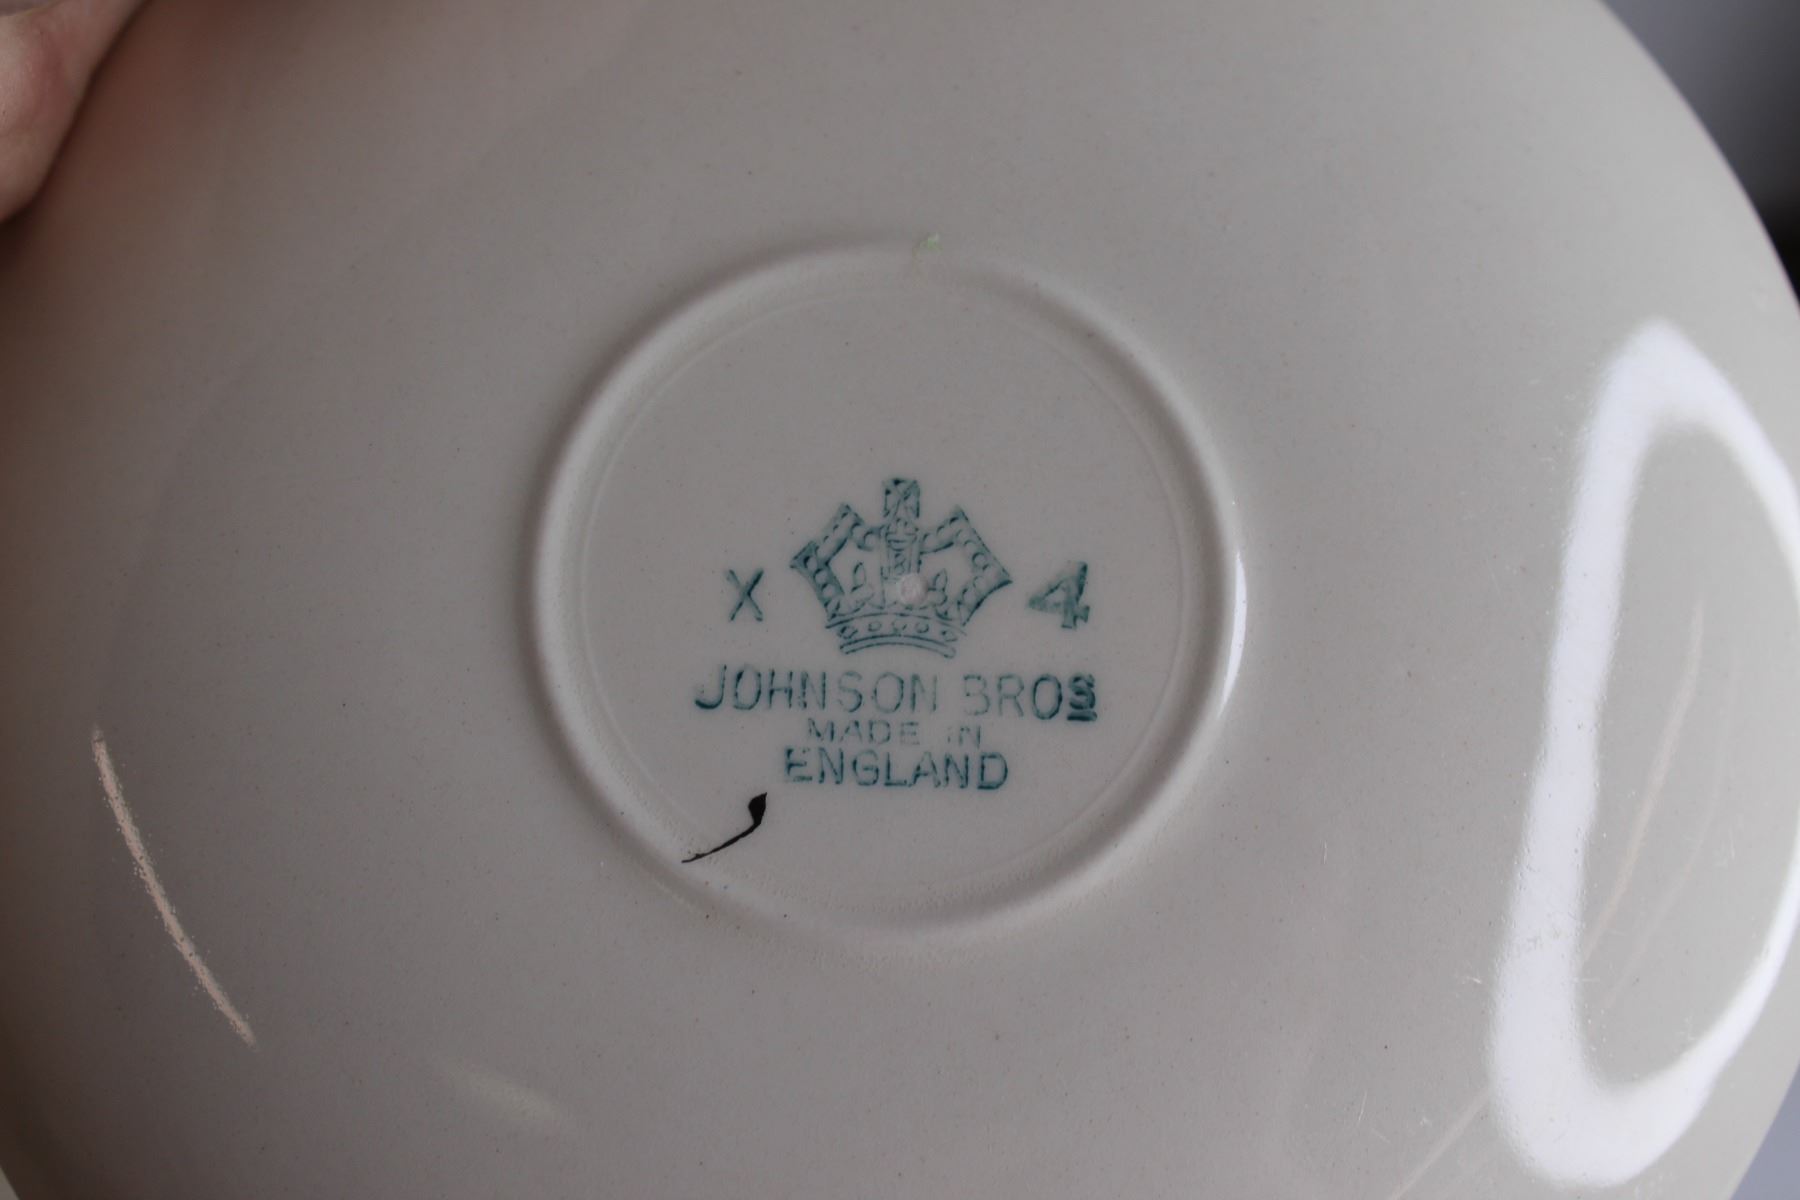 X 4
JOHNSON BROS
MADE IN
ENGLAND